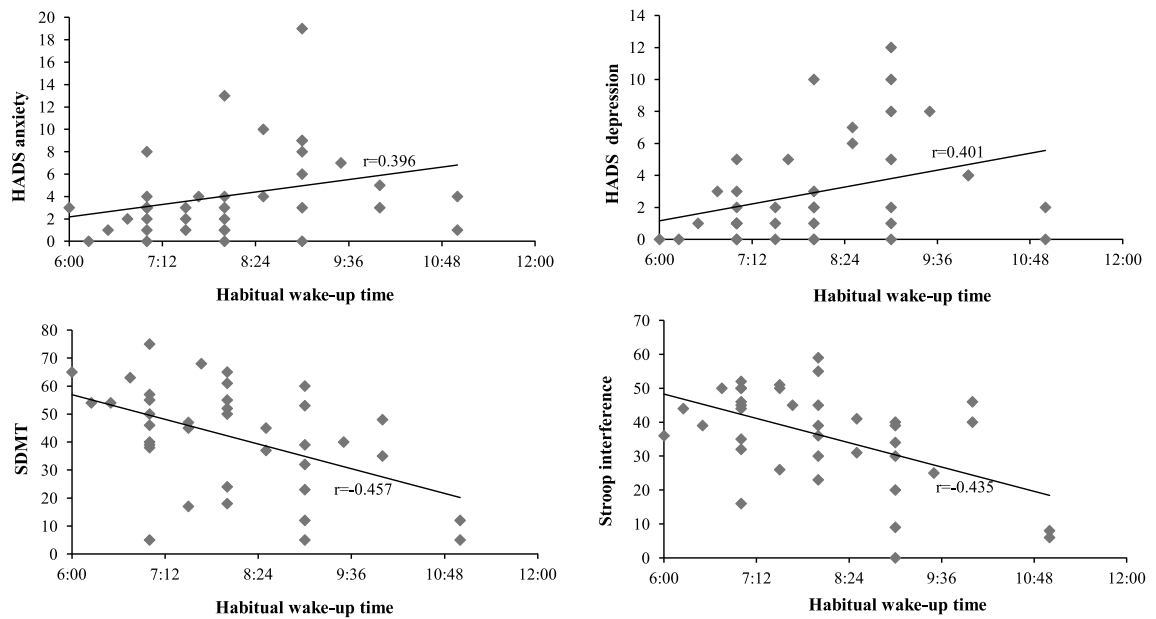 20
18
16
14
12
10
8
6
4
2
0
HADS anxiety
r=0.396
6:00 7:12 8:24 9:36 10:48 12:00
Habitual wake-up time
14
12
10
8
6
4
2
0
HADS depression
r=0.401
6:00 7:12 8:24 9:36 10:48 12:00
Habitual wake-up time
80
70
60
50
40
30
20
10
0
SDMT
r=-0.457
6:00 7:12 8:24 9:36 10:48 12:00
Habitual wake-up time
70
60
50
40
30
20
10
0
Stroop interference
r=-0.435
6:00 7:12 8:24 9:36 10:48 12:00
Habitual wake-up time